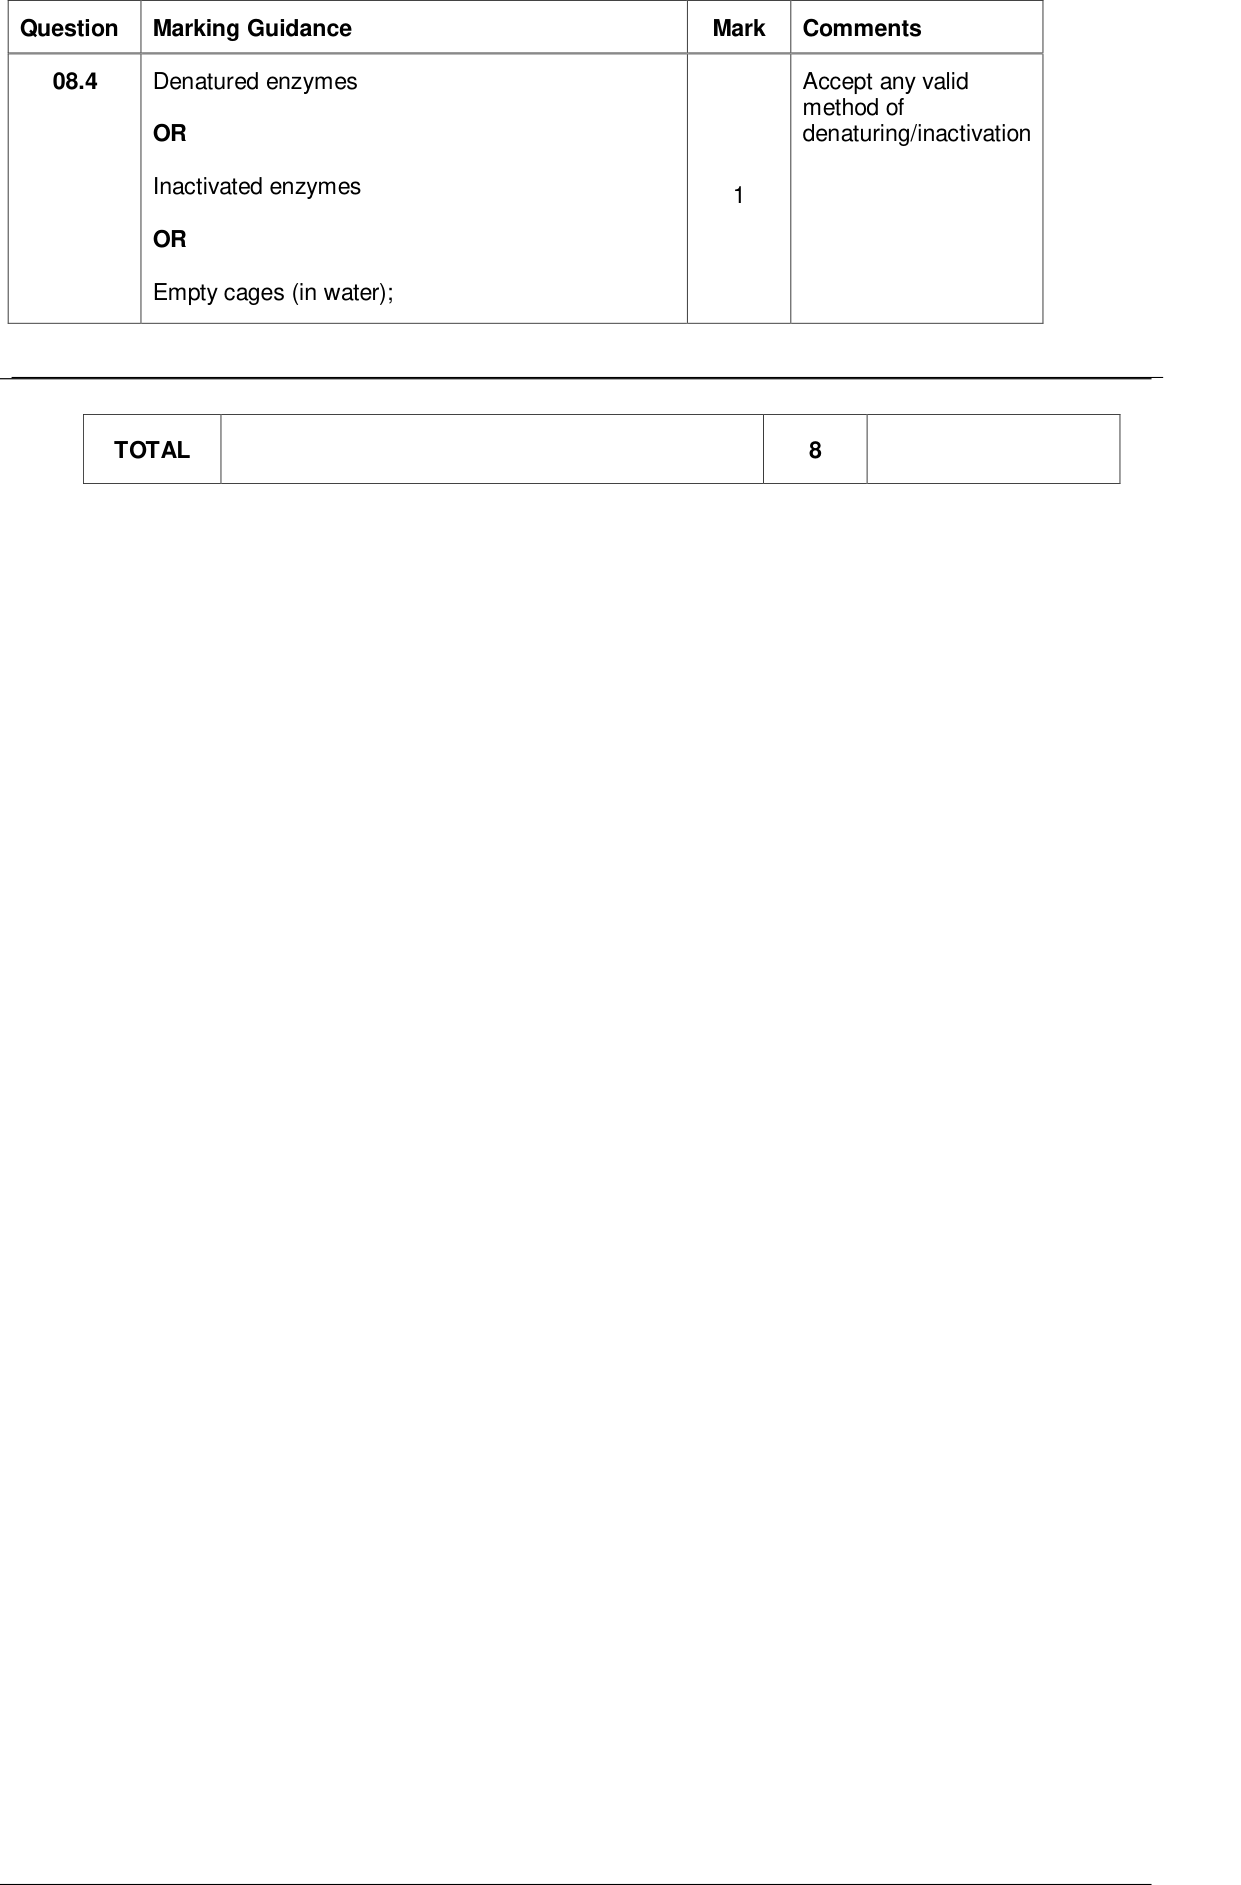 Question Marking Guidance Mark Comments
08.4 Denatured enzymes Accept any valid
method of
OR denaturing/inactivation
Inactivated enzymes
1
OR
Empty cages (in water);
TOTAL 8